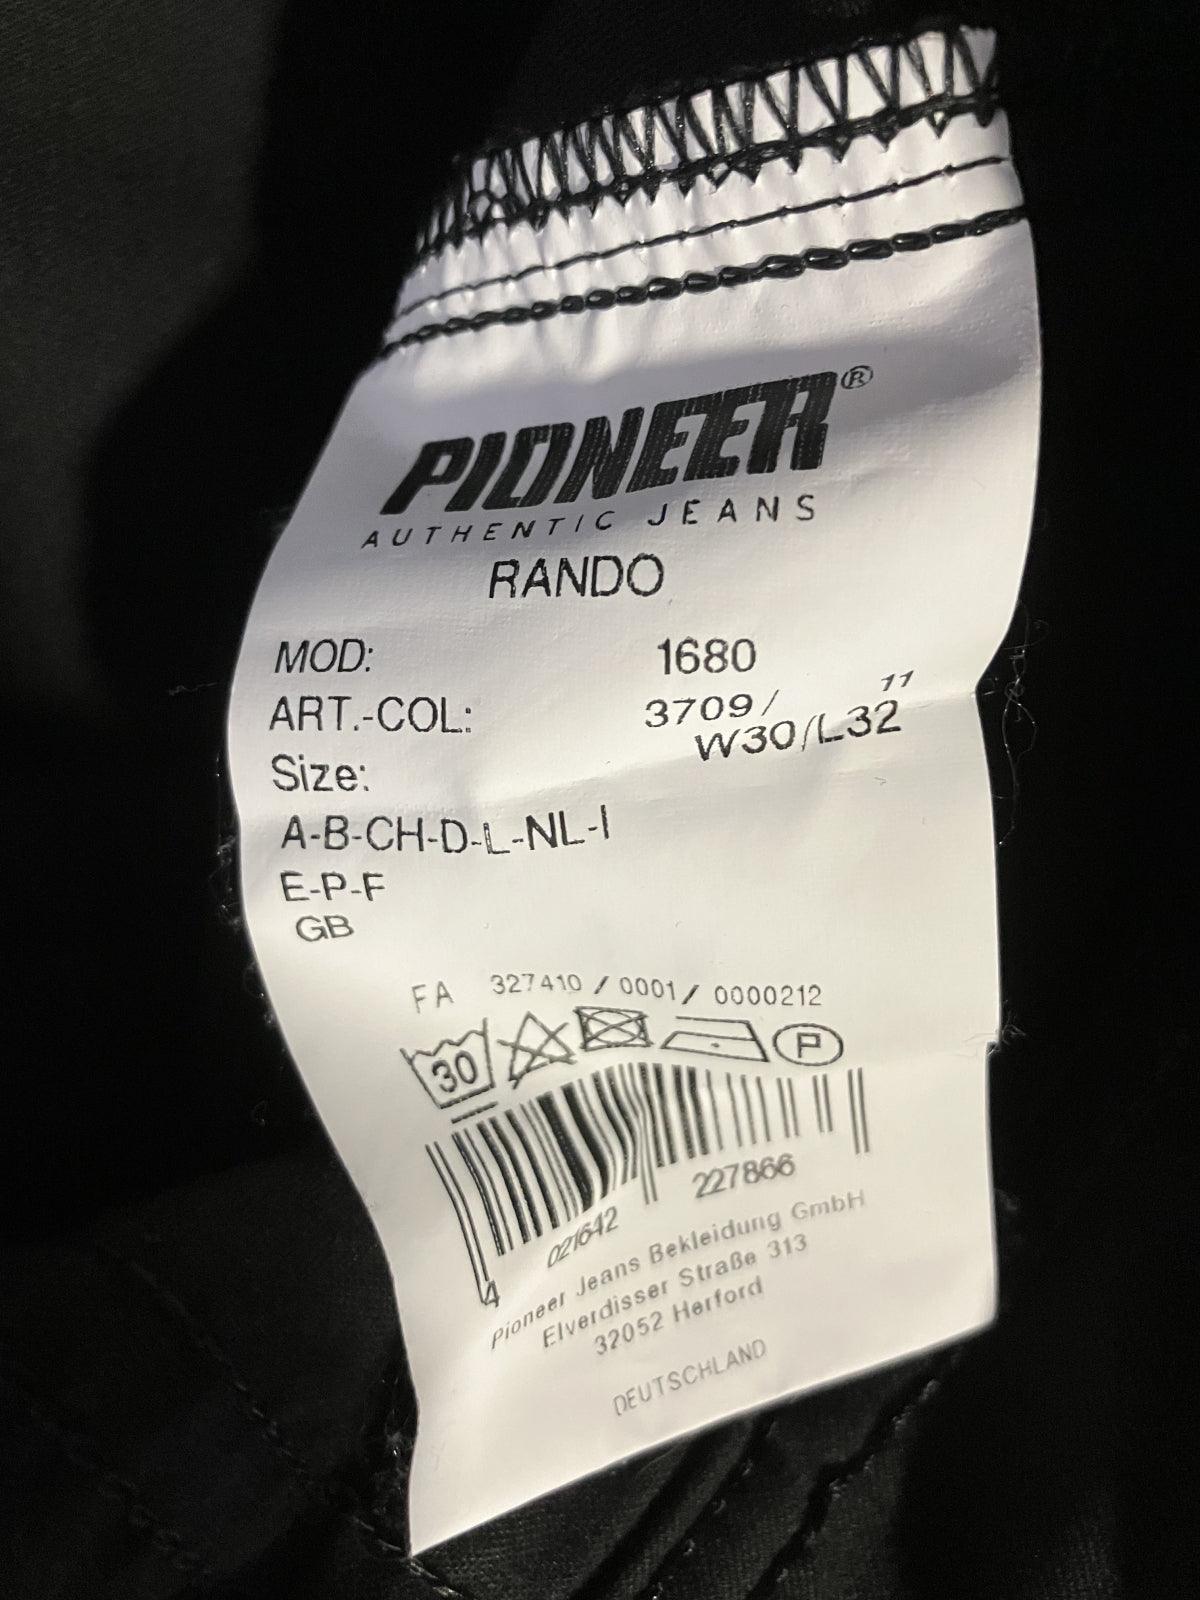 PIONEER®
AUTHENTIC JEANS
RANDO
MOD: 1680
ART.-COL: 3709/ 11
Size: W30/L32
A-B-CH-D-L-NL-I
E-P-F
GB
FA 327410 / 0001 / 0000212
30 P
4 021642 227866
Pioneer Jeans Bekleidung GmbH
Elverdisser Straße 313
32052 Herford
DEUTSCHLAND